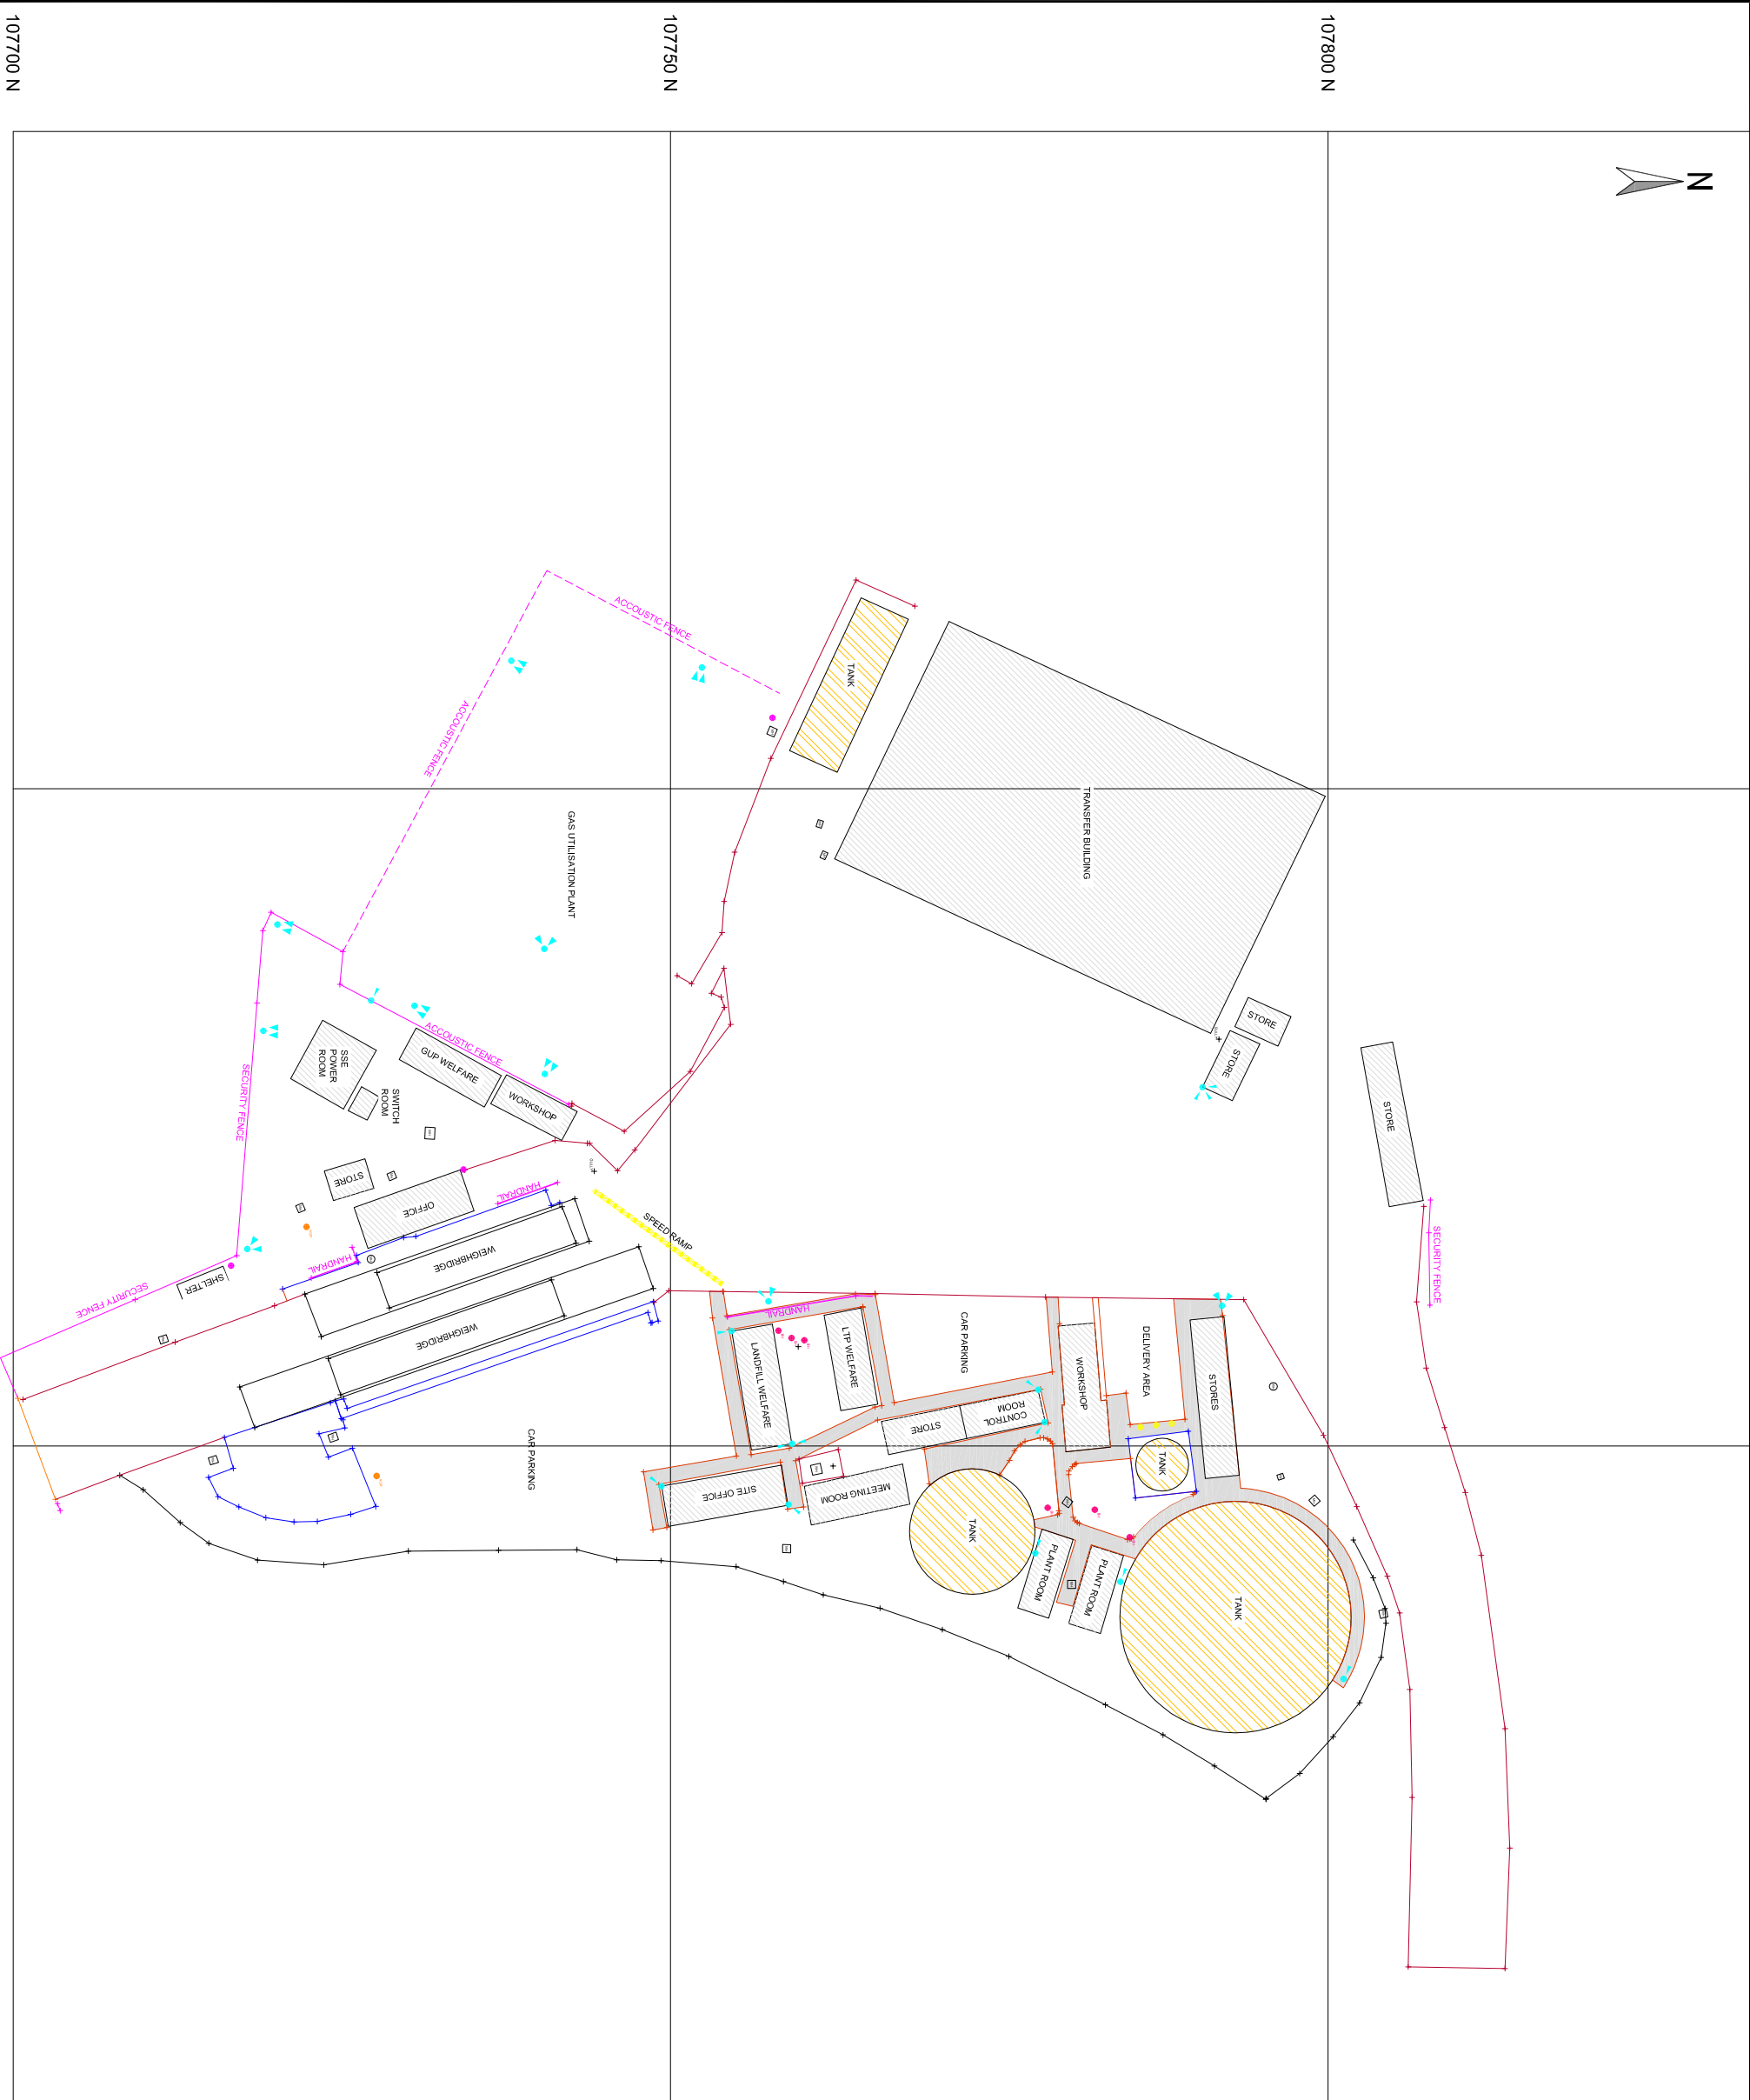 107700 N
107750 N
107800 N
N
ACCOUSTIC FENCE
TANK
ACCOUSTIC FENCE
TRANSFER BUILDING
GAS UTILISATION PLANT
STORE
STORE
STORE
ACCOUSTIC FENCE
GUP WELFARE
WORKSHOP
SSE
POWER
ROOM
SWITCH
ROOM
SECURITY FENCE
STORE
OFFICE
HANDRAIL
SPEED RAMP
SECURITY FENCE
WEIGHBRIDGE
HANDRAIL
SHELTER
SECURITY FENCE
WEIGHBRIDGE
HANDRAIL
LTP WELFARE
LANDFILL WELFARE
CAR PARKING
DELIVERY AREA
WORKSHOP
STORES
CONTROL
ROOM
STORE
CAR PARKING
TANK
SITE OFFICE
MEETING ROOM
TANK
PLANT ROOM
PLANT ROOM
TANK